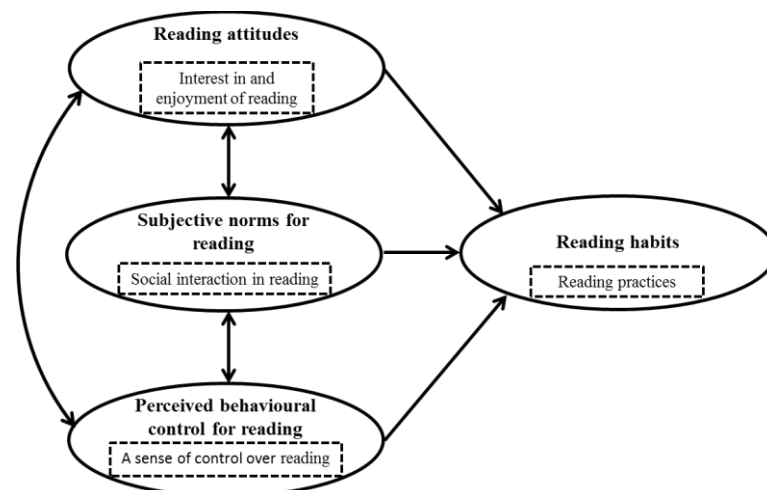 Reading attitudes
Interest in and
enjoyment of reading
Subjective norms for
reading
Social interaction in reading
Reading habits
Reading practices
Perceived behavioural
control for reading
A sense of control over reading